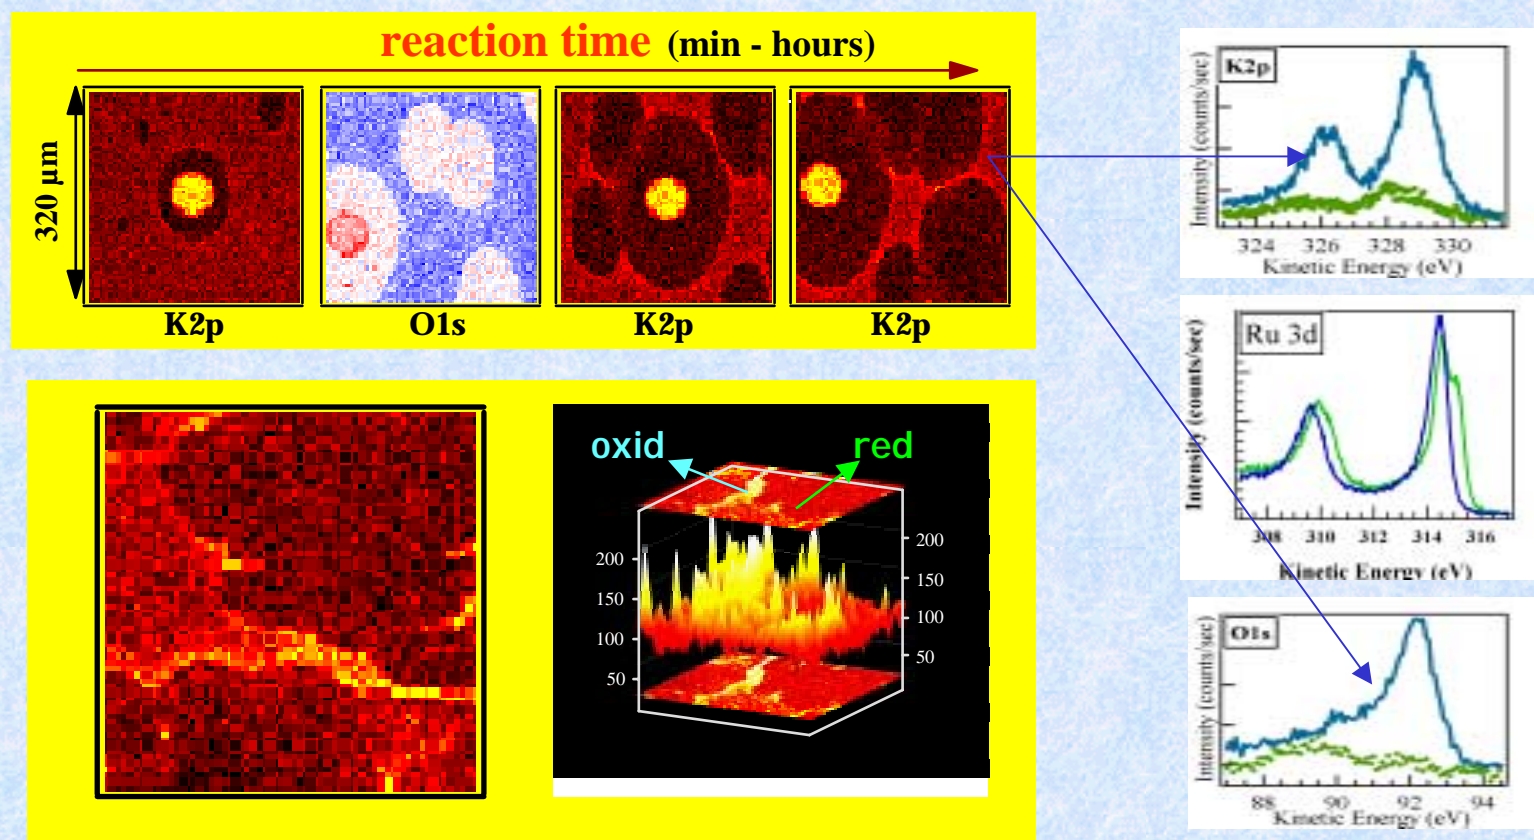 reaction time (min - hours)
320 µm
K2p
O1s
K2p
K2p
oxid
red
200
150
100
50
200
150
100
50
K2p
Intensity (counts/sec)
324 326 328 330
Kinetic Energy (eV)
Ru 3d
Intensity (counts/sec)
308 310 312 314 316
Kinetic Energy (eV)
O1s
Intensity (counts/sec)
88 90 92 94
Kinetic Energy (eV)